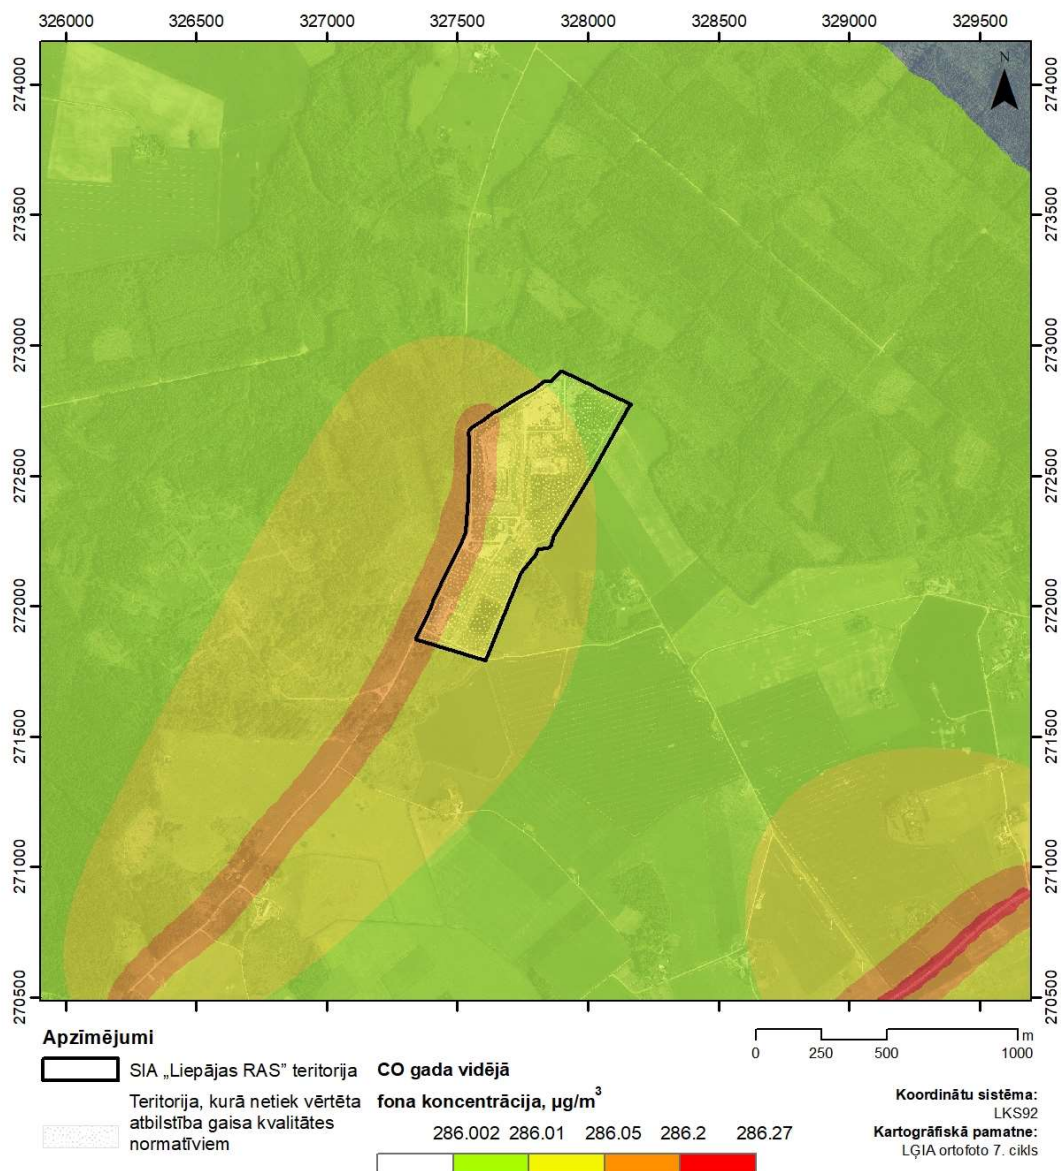 326000 326500 327000 327500 328000 328500 329000 329500
274000 274000
N
273500 273500
273000 273000
272500 272500
272000 272000
271500 271500
271000 271000
270500 270500
Apzīmējumi
SIA „Liepājas RAS” teritorija
Teritorija, kurā netiek vērtēta
atbilstība gaisa kvalitātes
normatīviem
CO gada vidējā
fona koncentrācija, µg/m³
286.002 286.01 286.05 286.2 286.27
m
0 250 500 1000
Koordinātu sistēma:
LKS92
Kartogrāfiskā pamatne:
LĢIA ortofoto 7. cikls